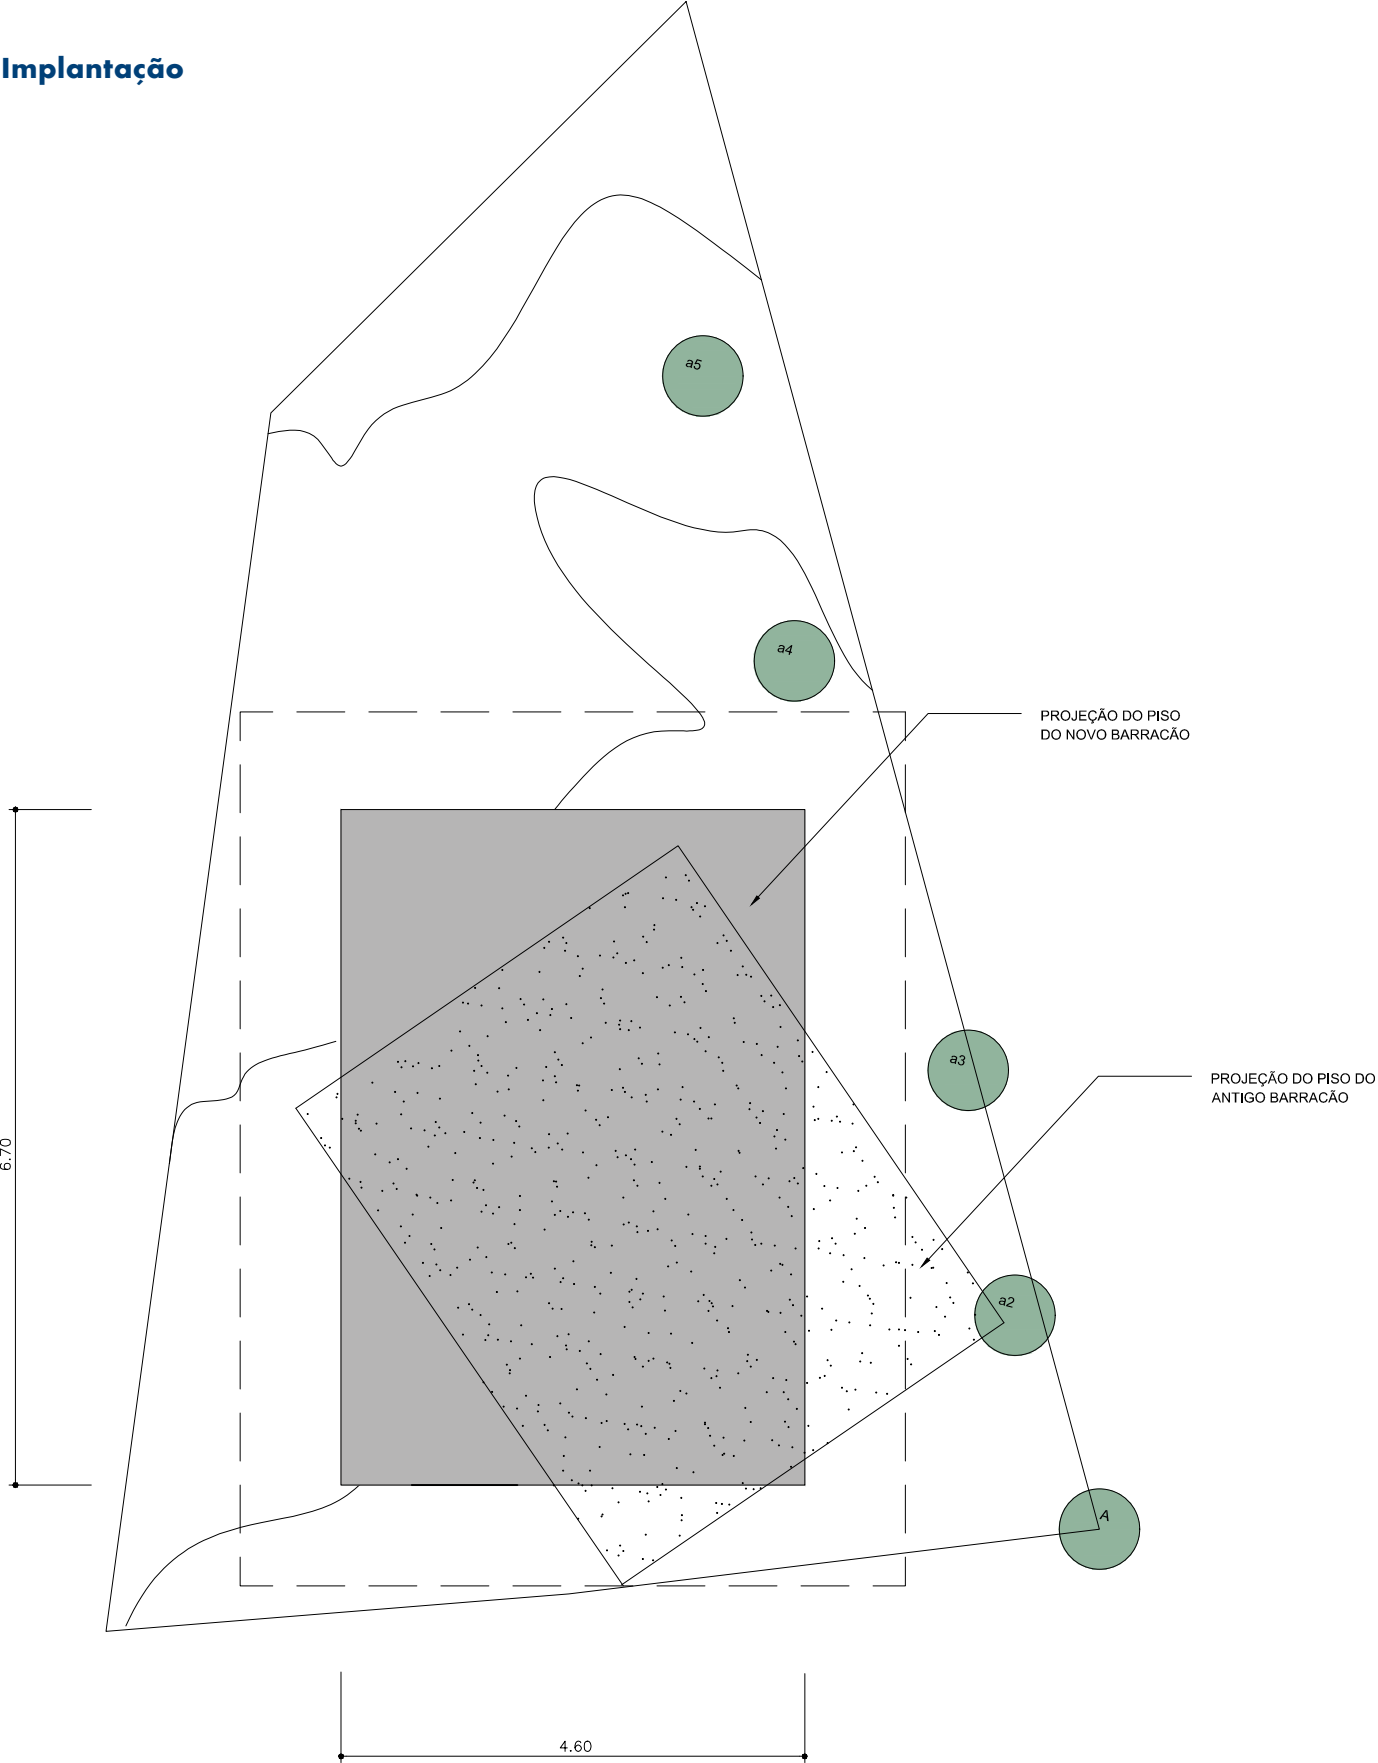 Implantação
a5
a4
PROJEÇÃO DO PISO
DO NOVO BARRACÃO
a3
PROJEÇÃO DO PISO DO
ANTIGO BARRACÃO
6.70
a2
A
4.60